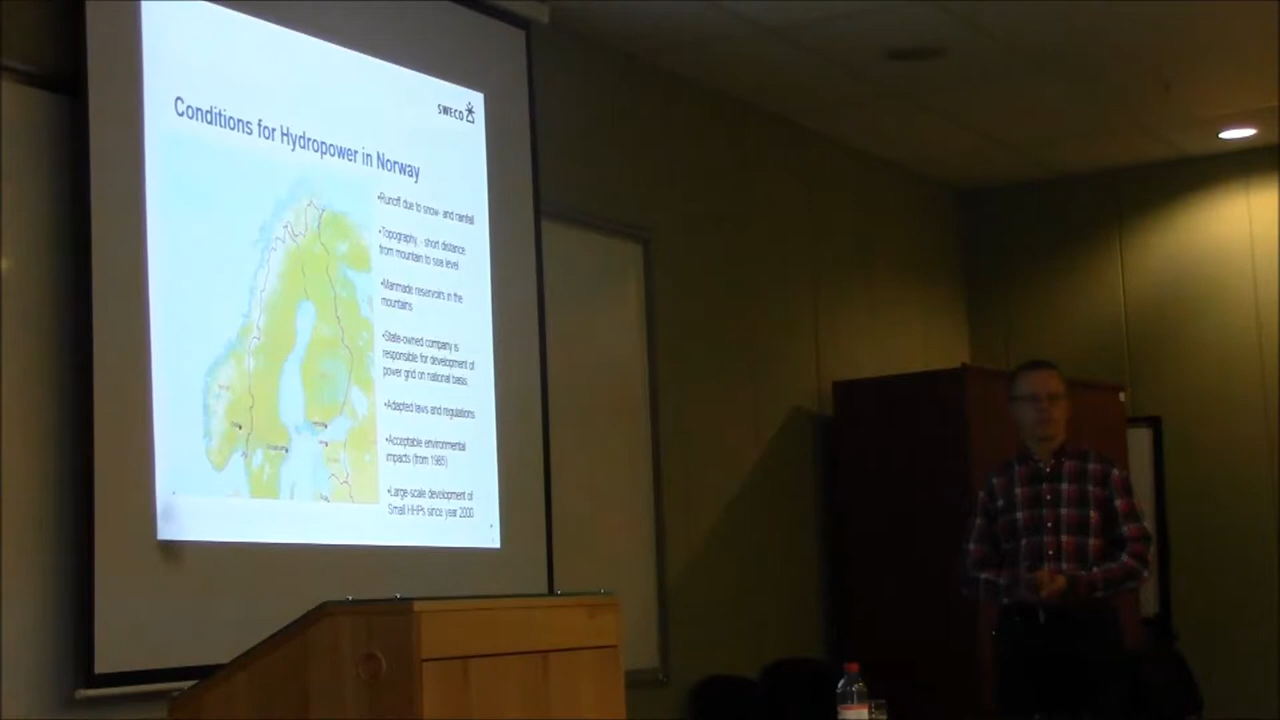 SWECO
Conditions for Hydropower in Norway
•Runoff due to snow- and rainfall
•Topography - short distance
from mountain to sea level
•Manmade reservoirs in the
mountains
•State-owned company is
responsible for development of
power grid on national basis.
•Adapted laws and regulations
•Acceptable environmental
impacts (from 1985)
•Large-scale development of
Small HHPs since year 2000